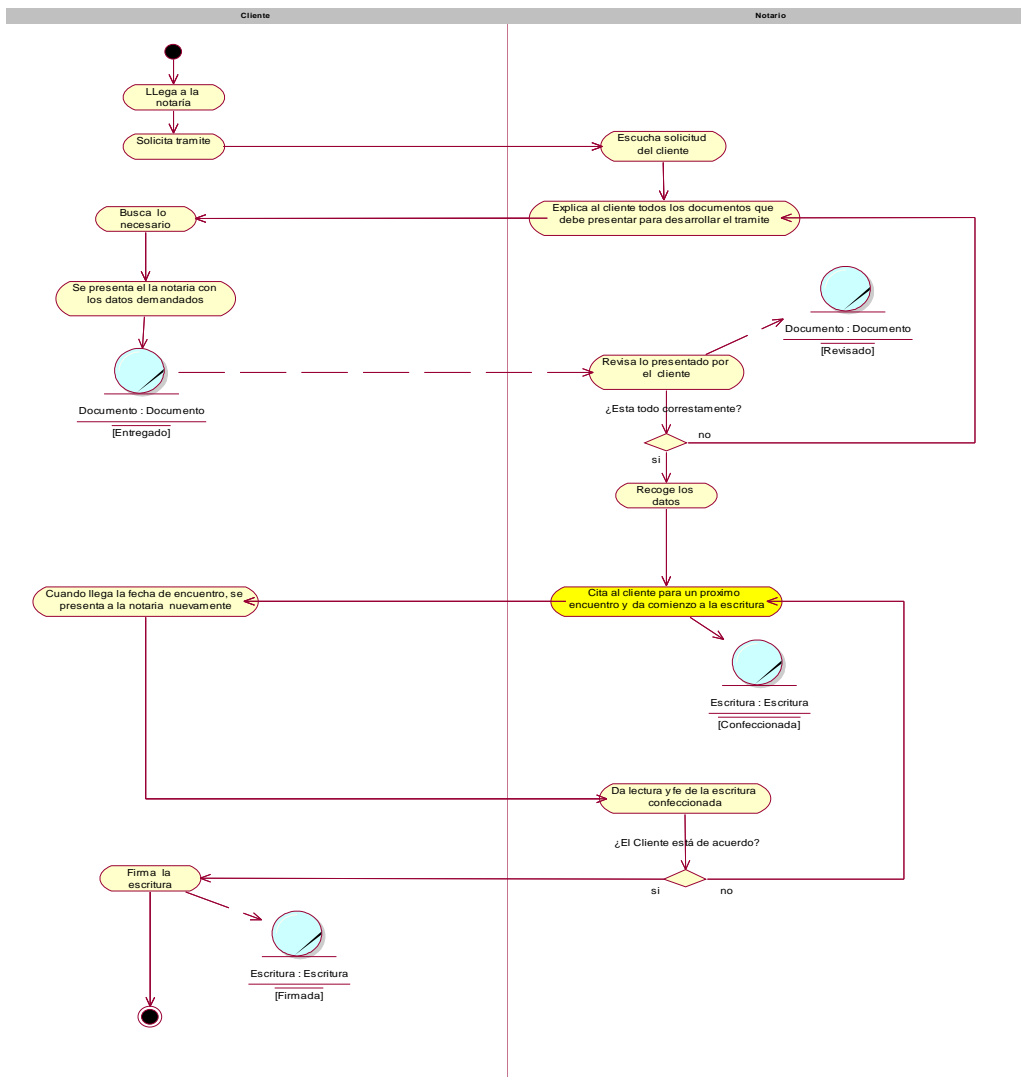 Cliente
Notario
LLega a la
notaría
Solicita tramite
Escucha solicitud
del cliente
Explica al cliente todos los documentos que
debe presentar para desarrollar el tramite
Busca lo
necesario
Se presenta el la notaria con
los datos demandados
Documento : Documento
[Revisado]
Revisa lo presentado por
el cliente
Documento : Documento
[Entregado]
¿Esta todo correstamente?
no
si
Recoge los
datos
Cuando llega la fecha de encuentro, se
presenta a la notaria nuevamente
Cita al cliente para un proximo
encuentro y da comienzo a la escritura
Escritura : Escritura
[Confeccionada]
Da lectura y fe de la escritura
confeccionada
¿El Cliente está de acuerdo?
si
no
Firma la
escritura
Escritura : Escritura
[Firmada]